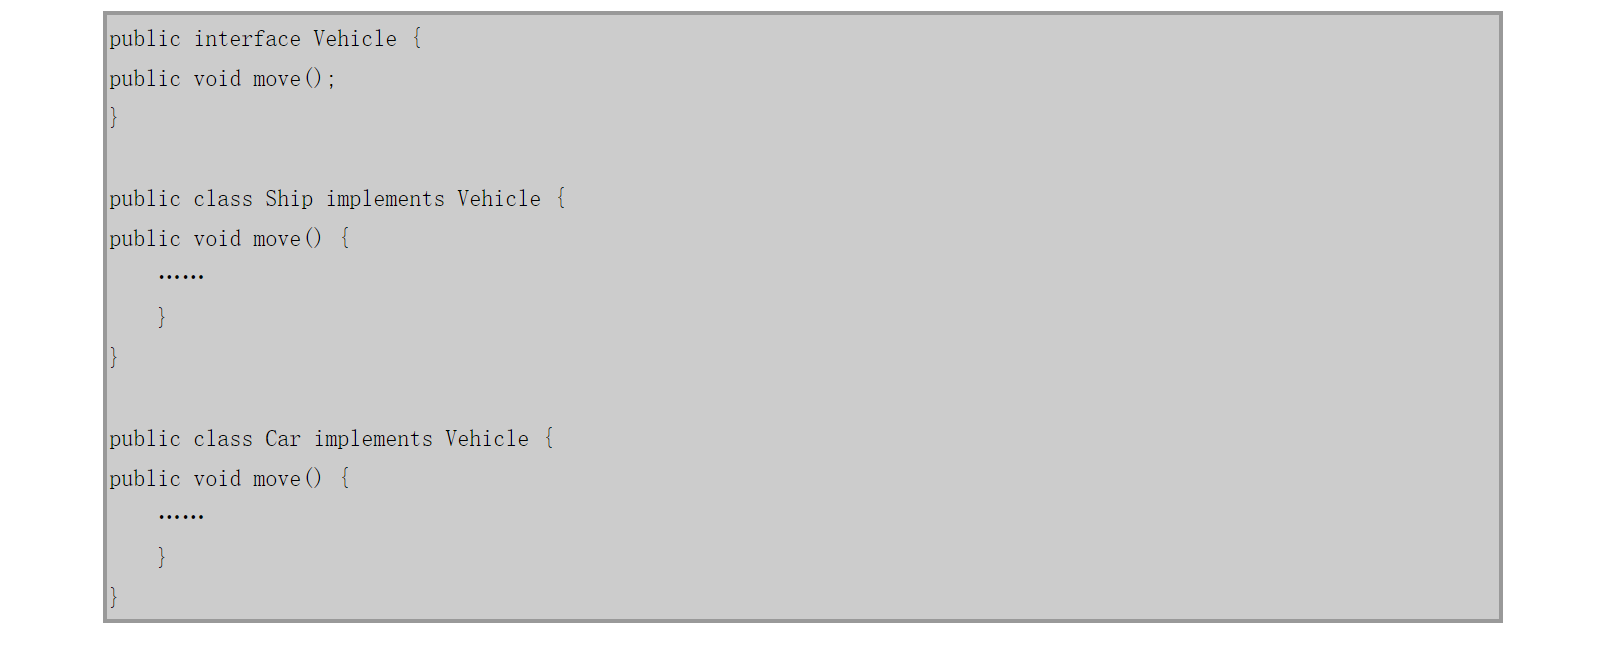 public interface Vehicle {
public void move();
}
public class Ship implements Vehicle {
public void move() {
……
}
}
public class Car implements Vehicle {
public void move() {
……
}
}